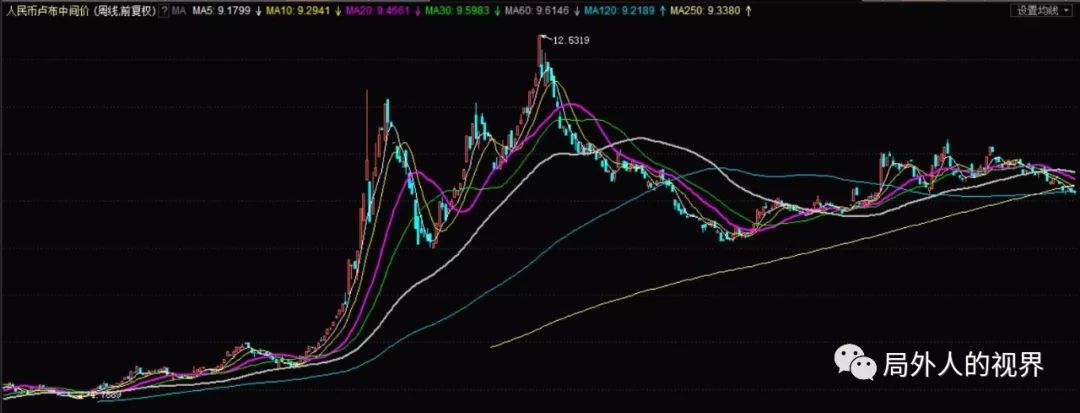 人民币卢布中间价 (周线,前复权) ? MA MA5: 9.1799 ↓ MA10: 9.2941 ↓ MA20: 9.4661 ↓ MA30: 9.5983 ↓ MA60: 9.6146 ↓ MA120: 9.2189 ↑ MA250: 9.3380 ↑ 设置均线
12.5319
局外人的视界